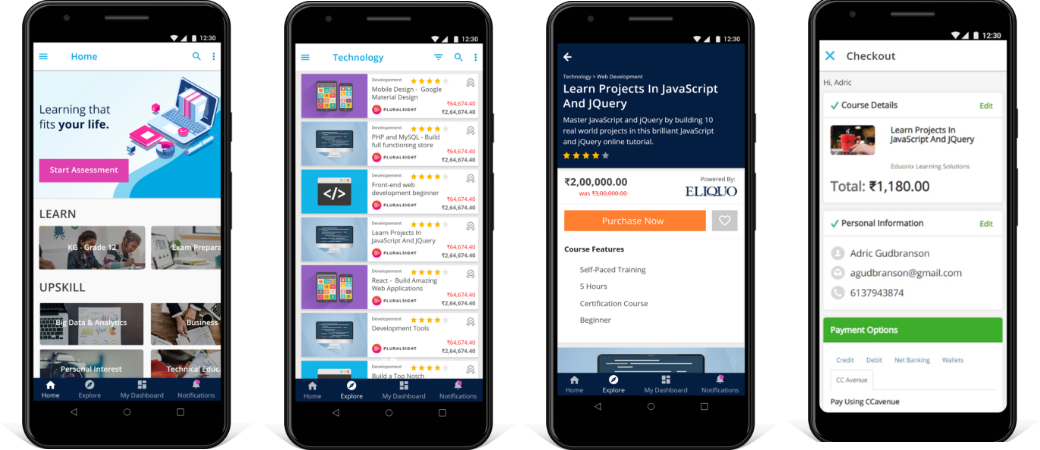 12:30
Home
Learning that
fits your life.
Start Assessment
LEARN
KG - Grade 12
Exam Prepara
UPSKILL
Big Data & Analytics
Business
Personal Interest
Technical Educ
Home
Explore
My Dashboard
Notifications
12:30
Technology
Developement
Mobile Design - Google
Material Design
₹64,674.40
PLURALSIGHT
₹2,64,674.40
Developement
PHP and MySQL - Build
full functioning store
₹64,674.40
PLURALSIGHT
₹2,64,674.40
Developement
Front-end web
development beginner
₹64,674.40
PLURALSIGHT
₹2,64,674.40
Developement
Learn Projects In
JavaScript And JQuery
₹64,674.40
PLURALSIGHT
₹2,64,674.40
Developement
React - Build Amazing
Web Applications
₹64,674.40
PLURALSIGHT
₹2,64,674.40
Developement
Development Tools
₹64,674.40
PLURALSIGHT
₹2,64,674.40
Developement
Build a Top Notch
Home
Explore
My Dashboard
Notifications
12:30
Technology > Web Development
Learn Projects In JavaScript
And JQuery
Master JavaScript and jQuery by building 10
real world projects in this brilliant JavaScript
and jQuery online tutorial.
₹2,00,000.00
was ₹3,00,000.00
Powered By:
ELIQUO
Purchase Now
Course Features
Self-Paced Training
5 Hours
Certification Course
Beginner
Home
Explore
My Dashboard
Notifications
12:30
Checkout
Hi, Adric
Course Details
Edit
Learn Projects In
JavaScript And JQuery
Eduonix Learning Solutions
Total: ₹1,180.00
Personal Information
Edit
Adric Gudbranson
agudbranson@gmail.com
6137943874
Payment Options
Credit
Debit
Net Banking
Wallets
CC Avenue
Pay Using CCavenue